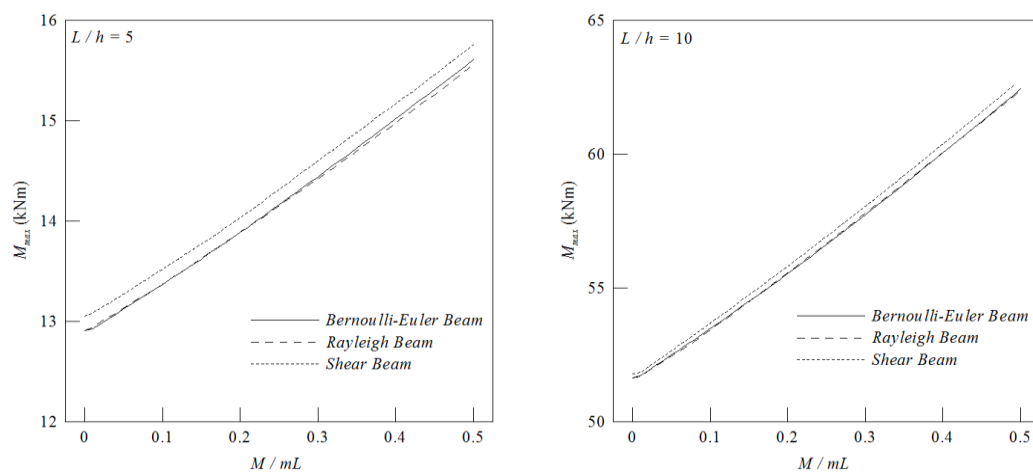 L / h = 5
16
15
14
13
12
M_max (kNm)
0
0.1
0.2
0.3
0.4
0.5
M / mL
Bernoulli-Euler Beam
Rayleigh Beam
Shear Beam
L / h = 10
65
60
55
50
M_max (kNm)
0
0.1
0.2
0.3
0.4
0.5
M / mL
Bernoulli-Euler Beam
Rayleigh Beam
Shear Beam